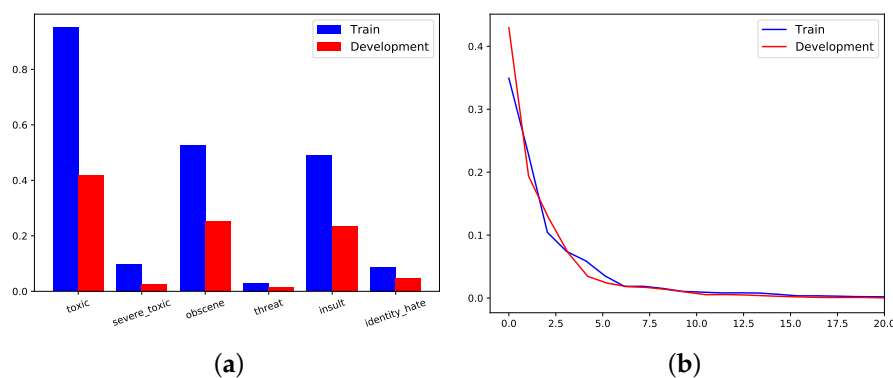 Train
Development
0.8
0.6
0.4
0.2
0.0
toxic
severe_toxic
obscene
threat
insult
identity_hate
(a)
Train
Development
0.4
0.3
0.2
0.1
0.0
0.0 2.5 5.0 7.5 10.0 12.5 15.0 17.5 20.0
(b)